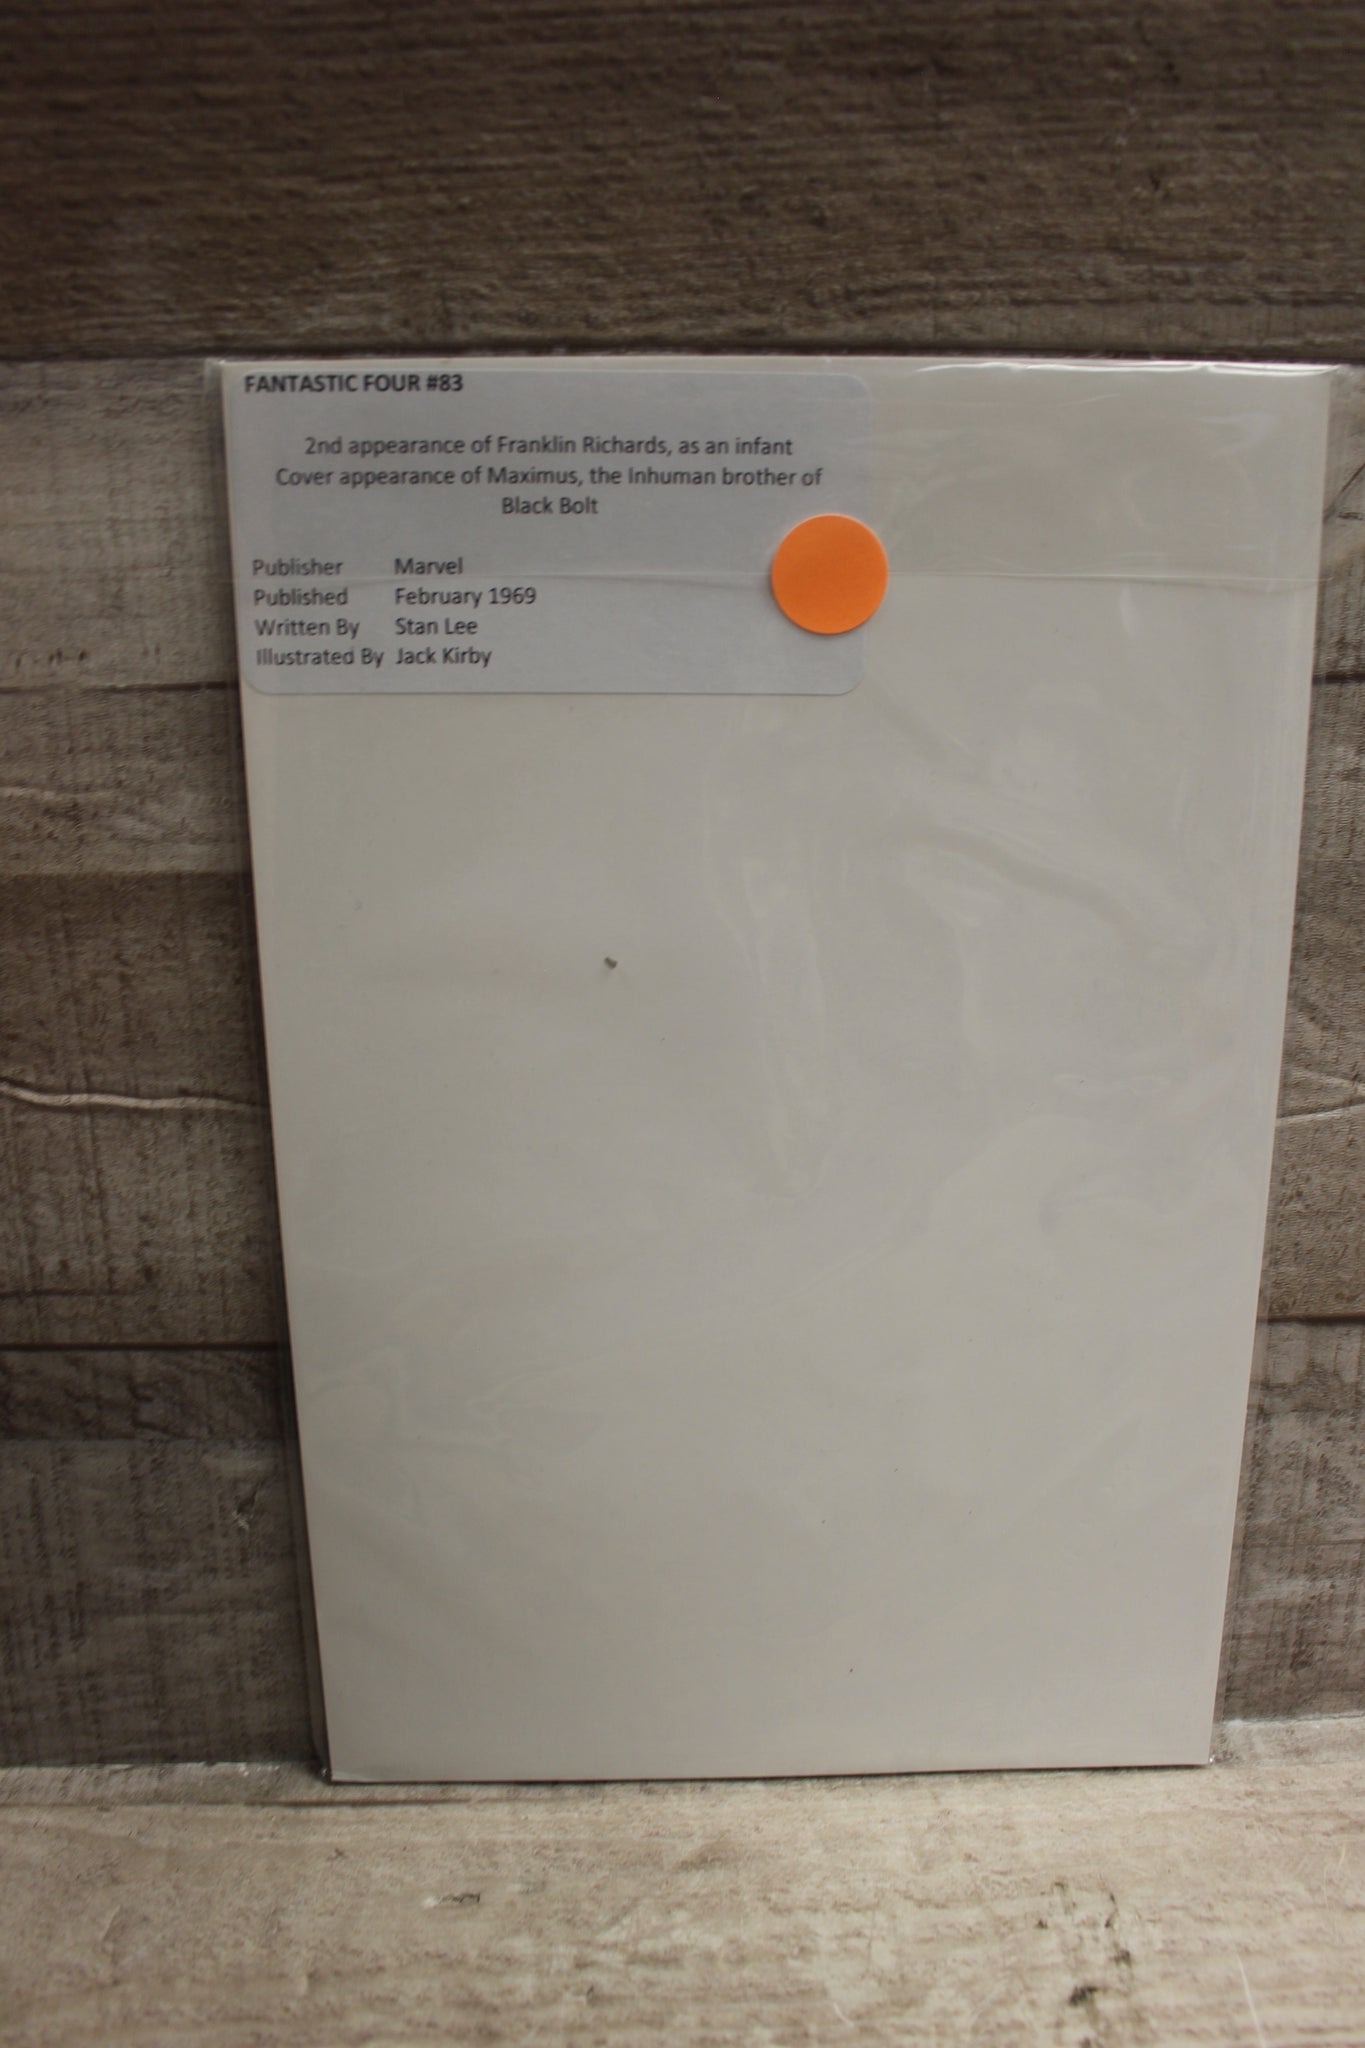 FANTASTIC FOUR #83
2nd appearance of Franklin Richards, as an infant
Cover appearance of Maximus, the Inhuman brother of
Black Bolt
Publisher Marvel
Published February 1969
Written By Stan Lee
Illustrated By Jack Kirby